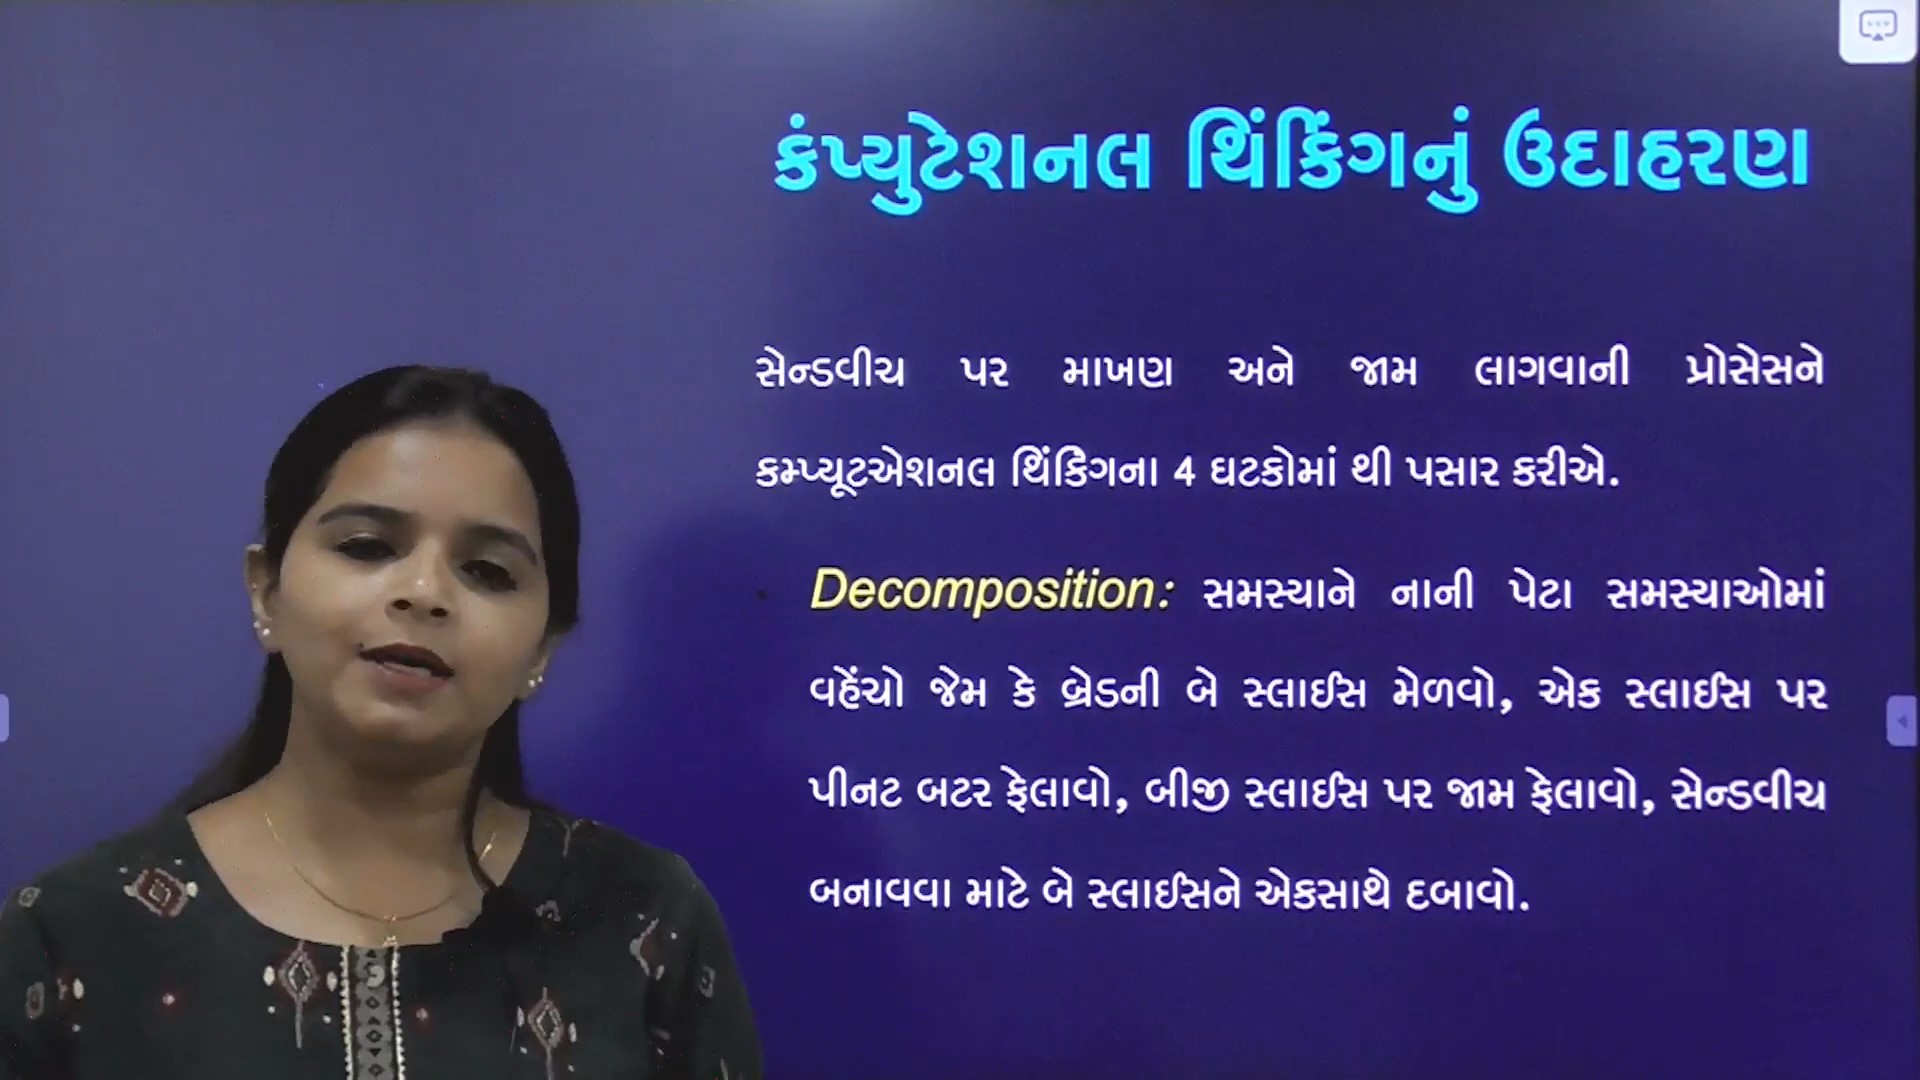 કંપ્યુટેશનલ થિંકિંગનું ઉદાહરણ
સેન્ડવીચ પર માખણ અને જામ લાગવાની પ્રોસેસને
કમ્પ્યૂટએશનલ થિંકિગના 4 ઘટકોમાં થી પસાર કરીએ.
Decomposition: સમસ્યાને નાની પેટા સમસ્યાઓમાં
વહેંચો જેમ કે બ્રેડની બે સ્લાઈસ મેળવો, એક સ્લાઈસ પર
પીનટ બટર ફેલાવો, બીજી સ્લાઈસ પર જામ ફેલાવો, સેન્ડવીચ
બનાવવા માટે બે સ્લાઈસને એકસાથે દબાવો.